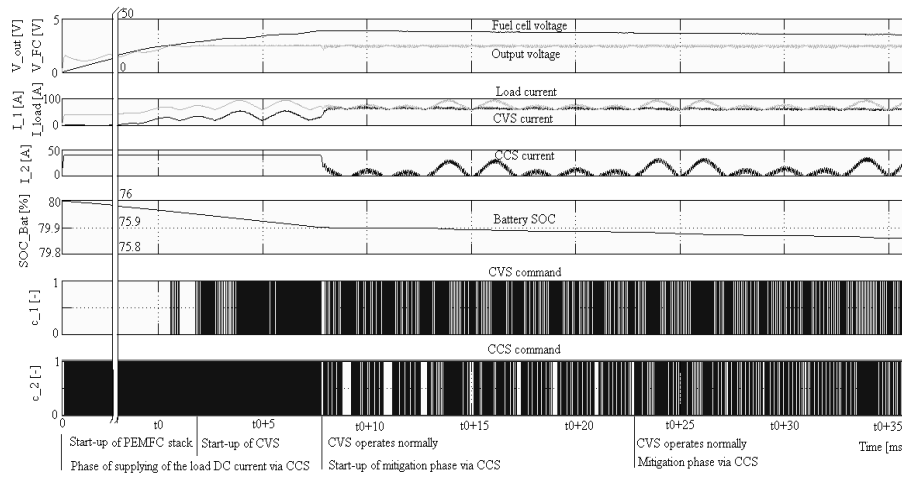 V_out [V]
V_FC [V]
5
0
50
0
Fuel cell voltage
Output voltage
I_1 [A]
I_load [A]
100
0
Load current
CVS current
I_2 [A]
50
0
CCS current
SOC_Bat [%]
80
79.9
79.8
76
75.9
75.8
Battery SOC
CVS command
c_1 [-]
1
0
CCS command
c_2 [-]
1
0
0 t0 t0+5 t0+10 t0+15 t0+20 t0+25 t0+30 t0+35
Start-up of PEMFC stack Start-up of CVS CVS operates normally CVS operates normally Time [ms
Phase of supplying of the load DC current via CCS Start-up of mitigation phase via CCS Mitigation phase via CCS